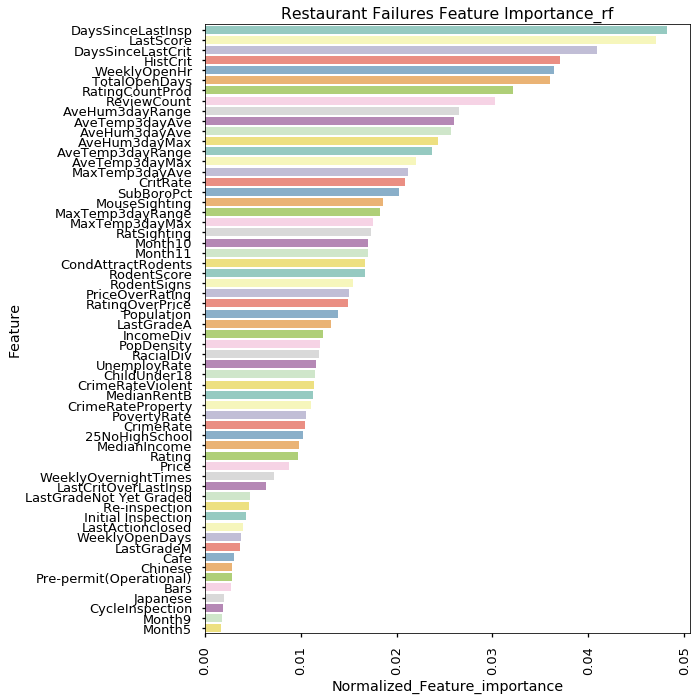 Restaurant Failures Feature Importance_rf
DaysSinceLastInsp
LastScore
DaysSinceLastCrit
HistCrit
WeeklyOpenHr
TotalOpenDays
RatingCountProd
ReviewCount
AveHum3dayRange
AveTemp3dayAve
AveHum3dayAve
AveHum3dayMax
AveTemp3dayRange
AveTemp3dayMax
MaxTemp3dayAve
CritRate
SubBoroPct
MouseSighting
MaxTemp3dayRange
MaxTemp3dayMax
RatSighting
Month10
Month11
CondAttractRodents
RodentScore
RodentSigns
PriceOverRating
RatingOverPrice
Population
LastGradeA
IncomeDiv
PopDensity
RacialDiv
UnemployRate
ChildUnder18
CrimeRateViolent
MedianRentB
CrimeRateProperty
PovertyRate
CrimeRate
25NoHighSchool
MedianIncome
Rating
Price
WeeklyOvernightTimes
LastCritOverLastInsp
LastGradeNot Yet Graded
Re-inspection
Initial Inspection
LastActionclosed
WeeklyOpenDays
LastGradeM
Cafe
Chinese
Pre-permit(Operational)
Bars
Japanese
CycleInspection
Month9
Month5
Feature
0.00
0.01
0.02
0.03
0.04
0.05
Normalized_Feature_importance